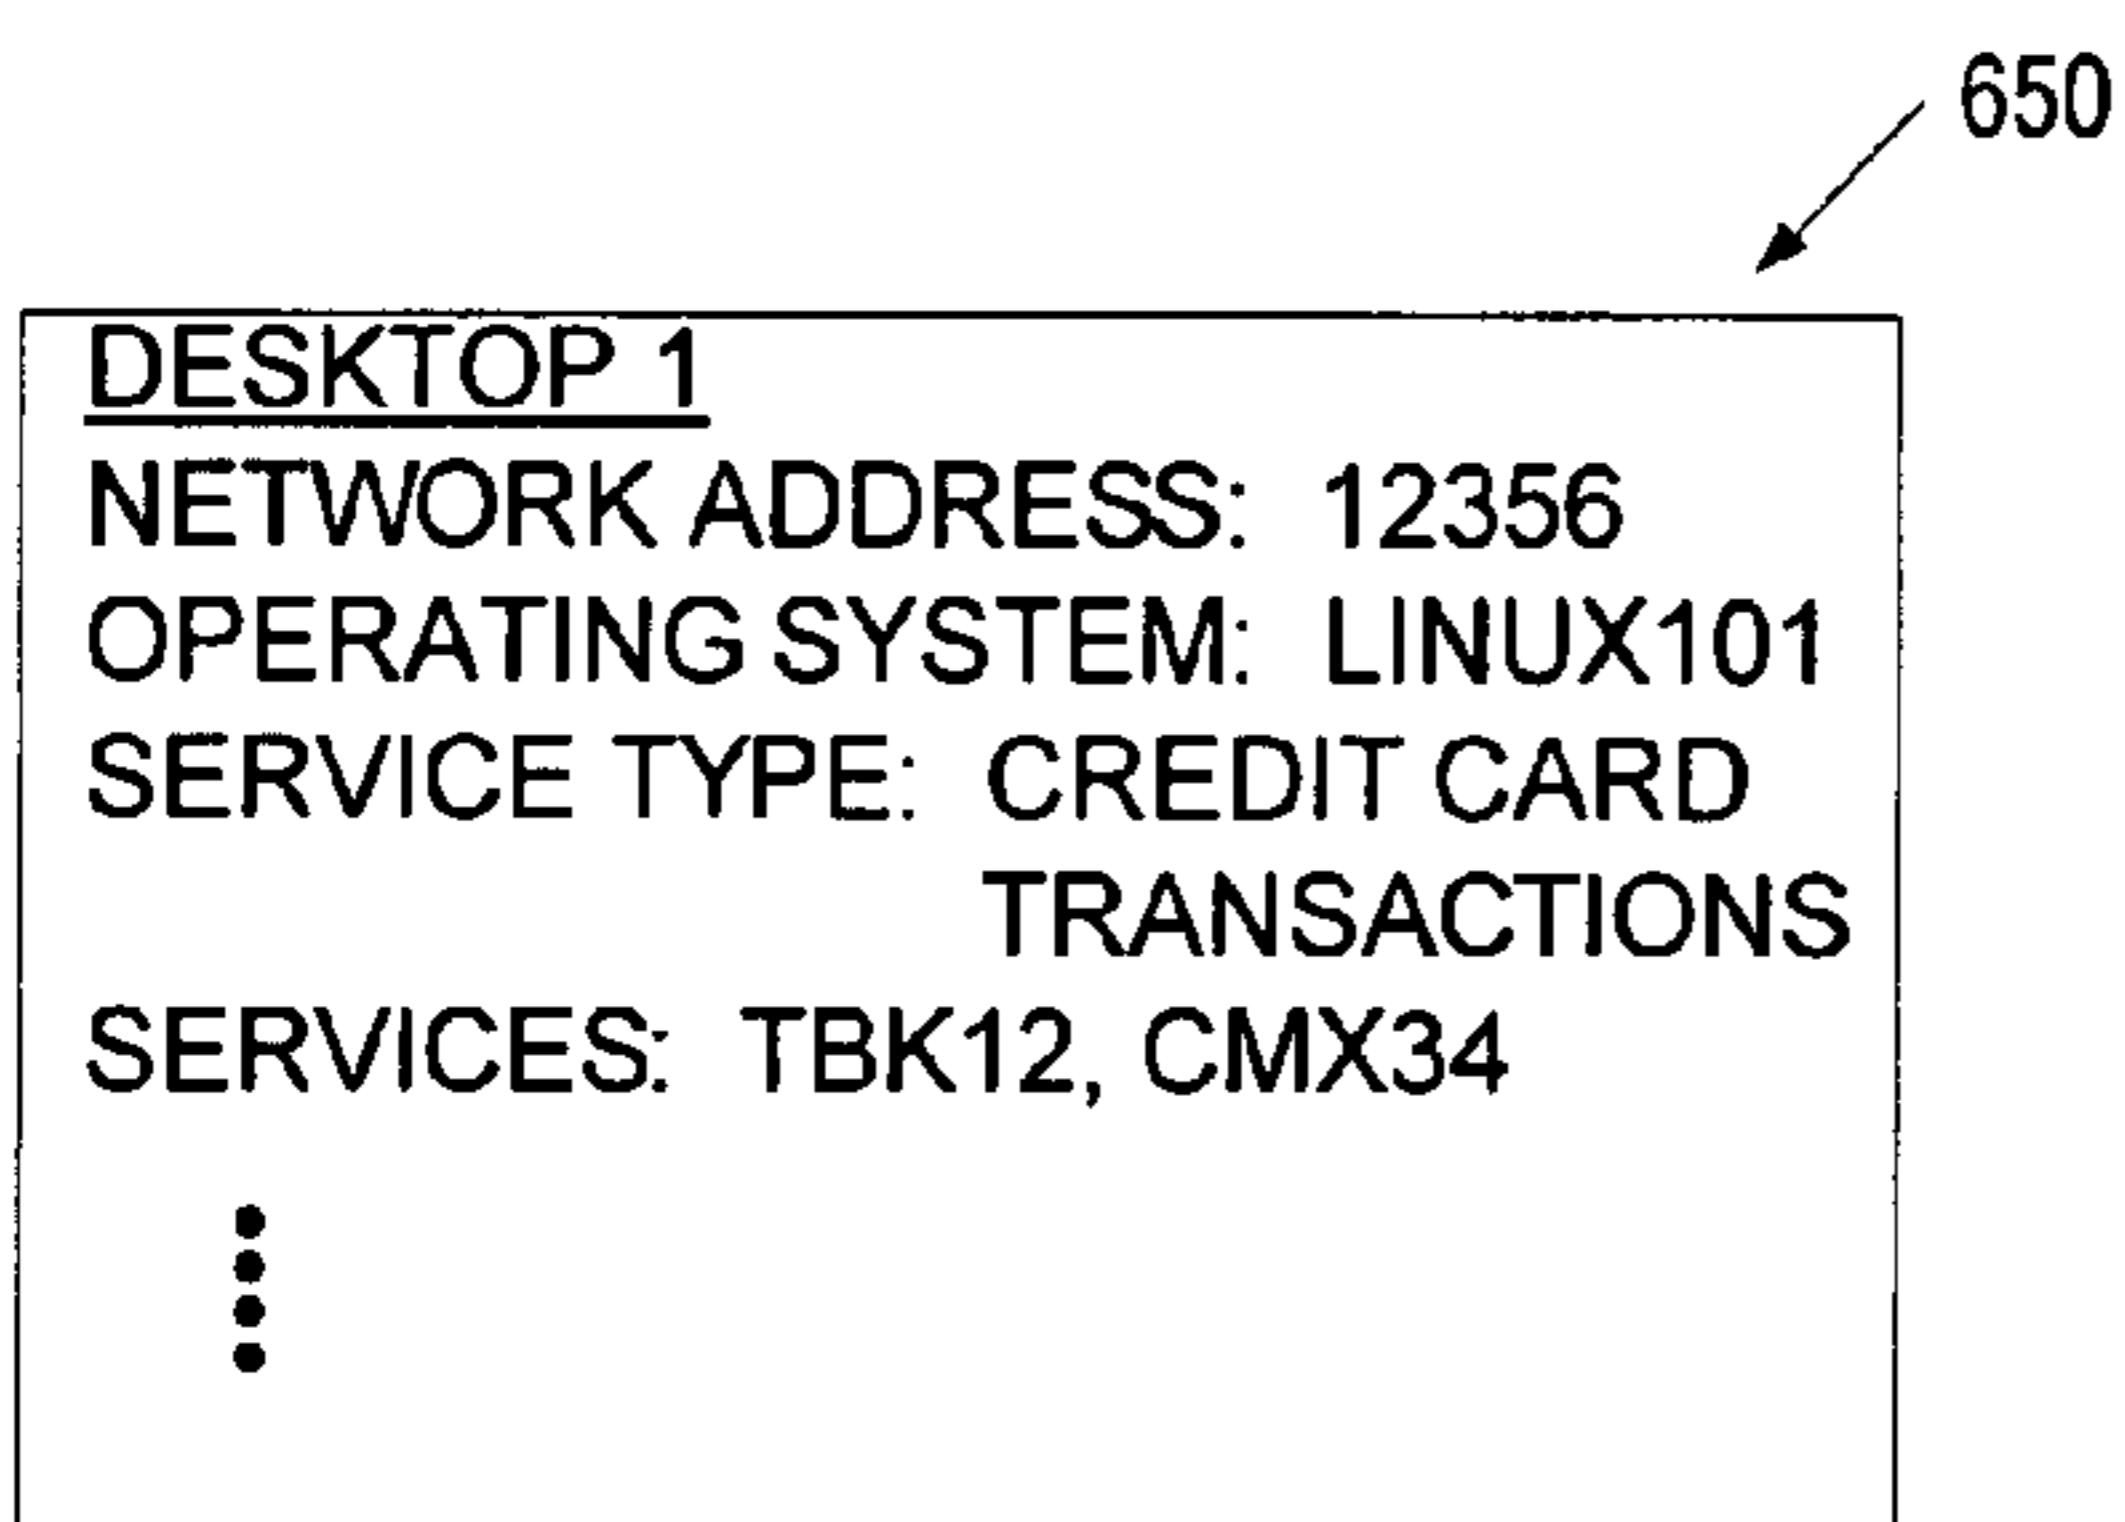 650
DESKTOP 1
NETWORK ADDRESS: 12356
OPERATING SYSTEM: LINUX101
SERVICE TYPE: CREDIT CARD
TRANSACTIONS
SERVICES: TBK12, CMX34